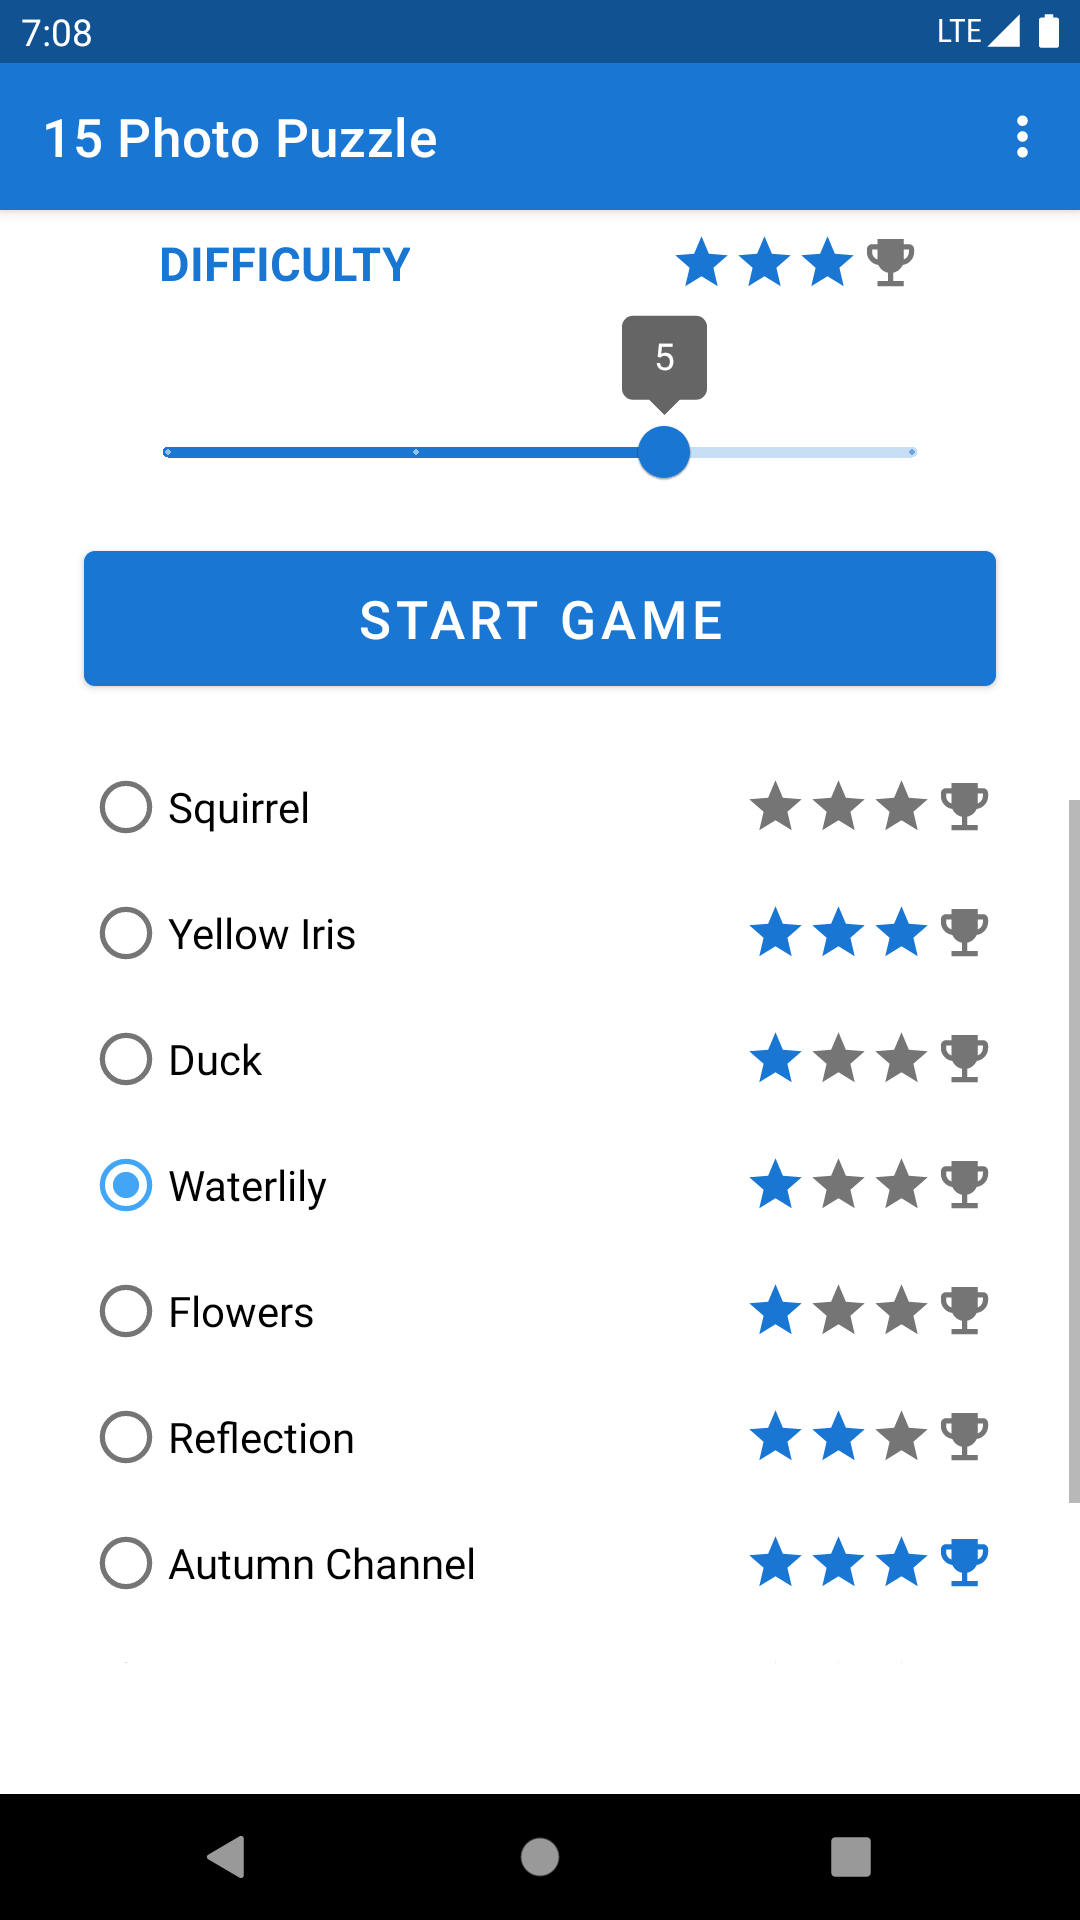 7:08 LTE
15 Photo Puzzle
DIFFICULTY
5
START GAME
Squirrel
Yellow Iris
Duck
Waterlily
Flowers
Reflection
Autumn Channel